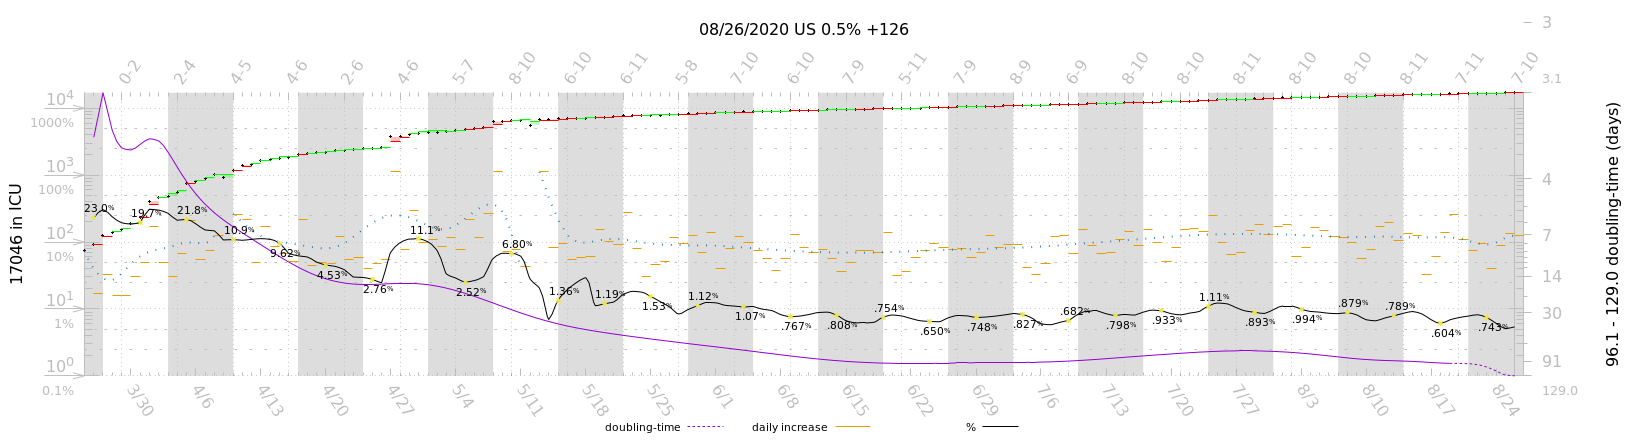 08/26/2020 US 0.5% +126
3
0-2 2-4 4-5 4-6 2-6 4-6 5-7 8-10 6-10 6-11 5-8 7-10 6-10 7-9 5-11 7-9 8-9 6-9 8-10 8-11 8-10 8-10 8-11 7-11 7-10
3.1
10^4
1000%
10^3
100%
10^2
10%
10^1
1%
10^0
0.1%
17046 in ICU
23.0% 19.7% 21.8% 10.9% 9.62% 4.53% 2.76% 11.1% 2.52% 6.80% 1.36% 1.19% 1.53% 1.12% 1.07% .767% .808% .754% .650% .748% .827% .682% .798% .933% 1.11% .893% .994% .879% .789% .604% .743%
4
7
14
30
91
129.0
96.1 - 129.0 doubling-time (days)
3/30 4/6 4/13 4/20 4/27 5/4 5/11 5/18 5/25 6/1 6/8 6/15 6/22 6/29 7/6 7/13 7/20 7/27 8/3 8/10 8/17 8/24
doubling-time daily increase %